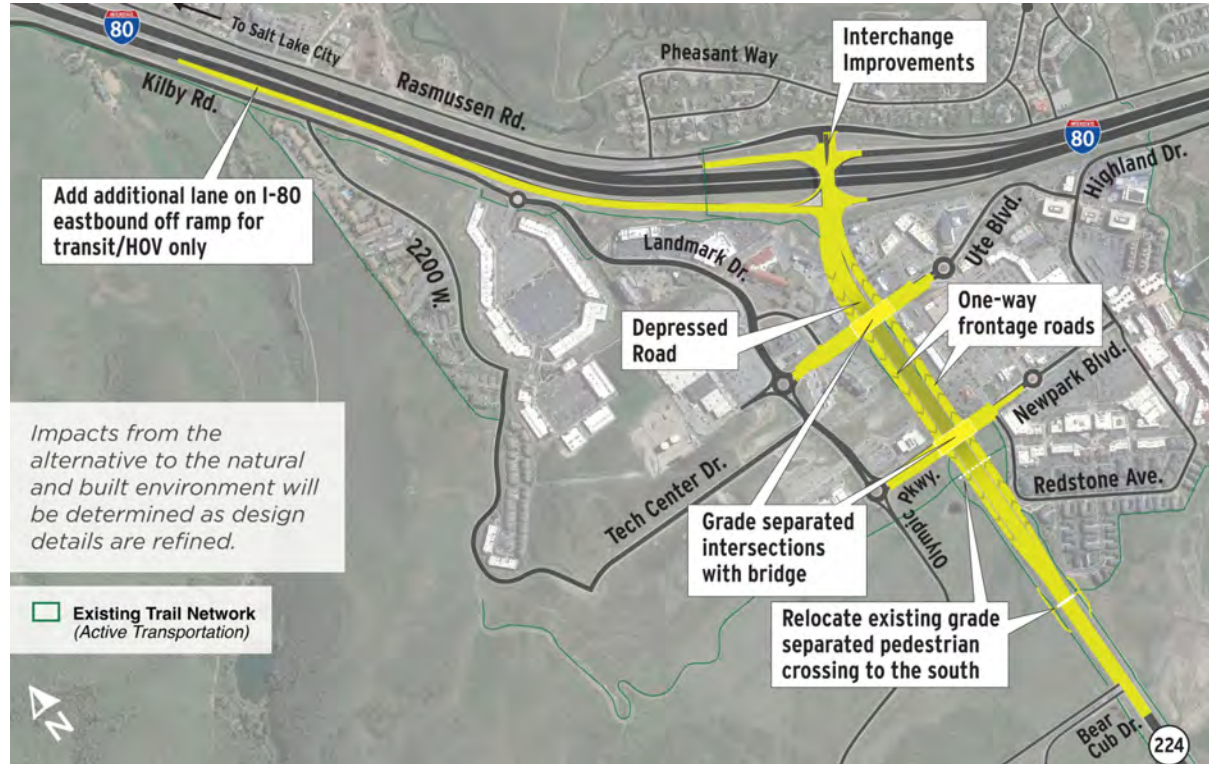 INTERSTATE
80
To Salt Lake City
Kilby Rd.
Rasmussen Rd.
Pheasant Way
Interchange
Improvements
INTERSTATE
80
Highland Dr.
Add additional lane on I-80
eastbound off ramp for
transit/HOV only
2200 W.
Landmark Dr.
Ute Blvd.
Depressed
Road
One-way
frontage roads
Newpark Blvd.
Redstone Ave.
Impacts from the
alternative to the natural
and built environment will
be determined as design
details are refined.
Tech Center Dr.
Olympic Pkwy.
Grade separated
intersections
with bridge
Existing Trail Network
(Active Transportation)
Relocate existing grade
separated pedestrian
crossing to the south
N
Bear
Cub Dr.
224